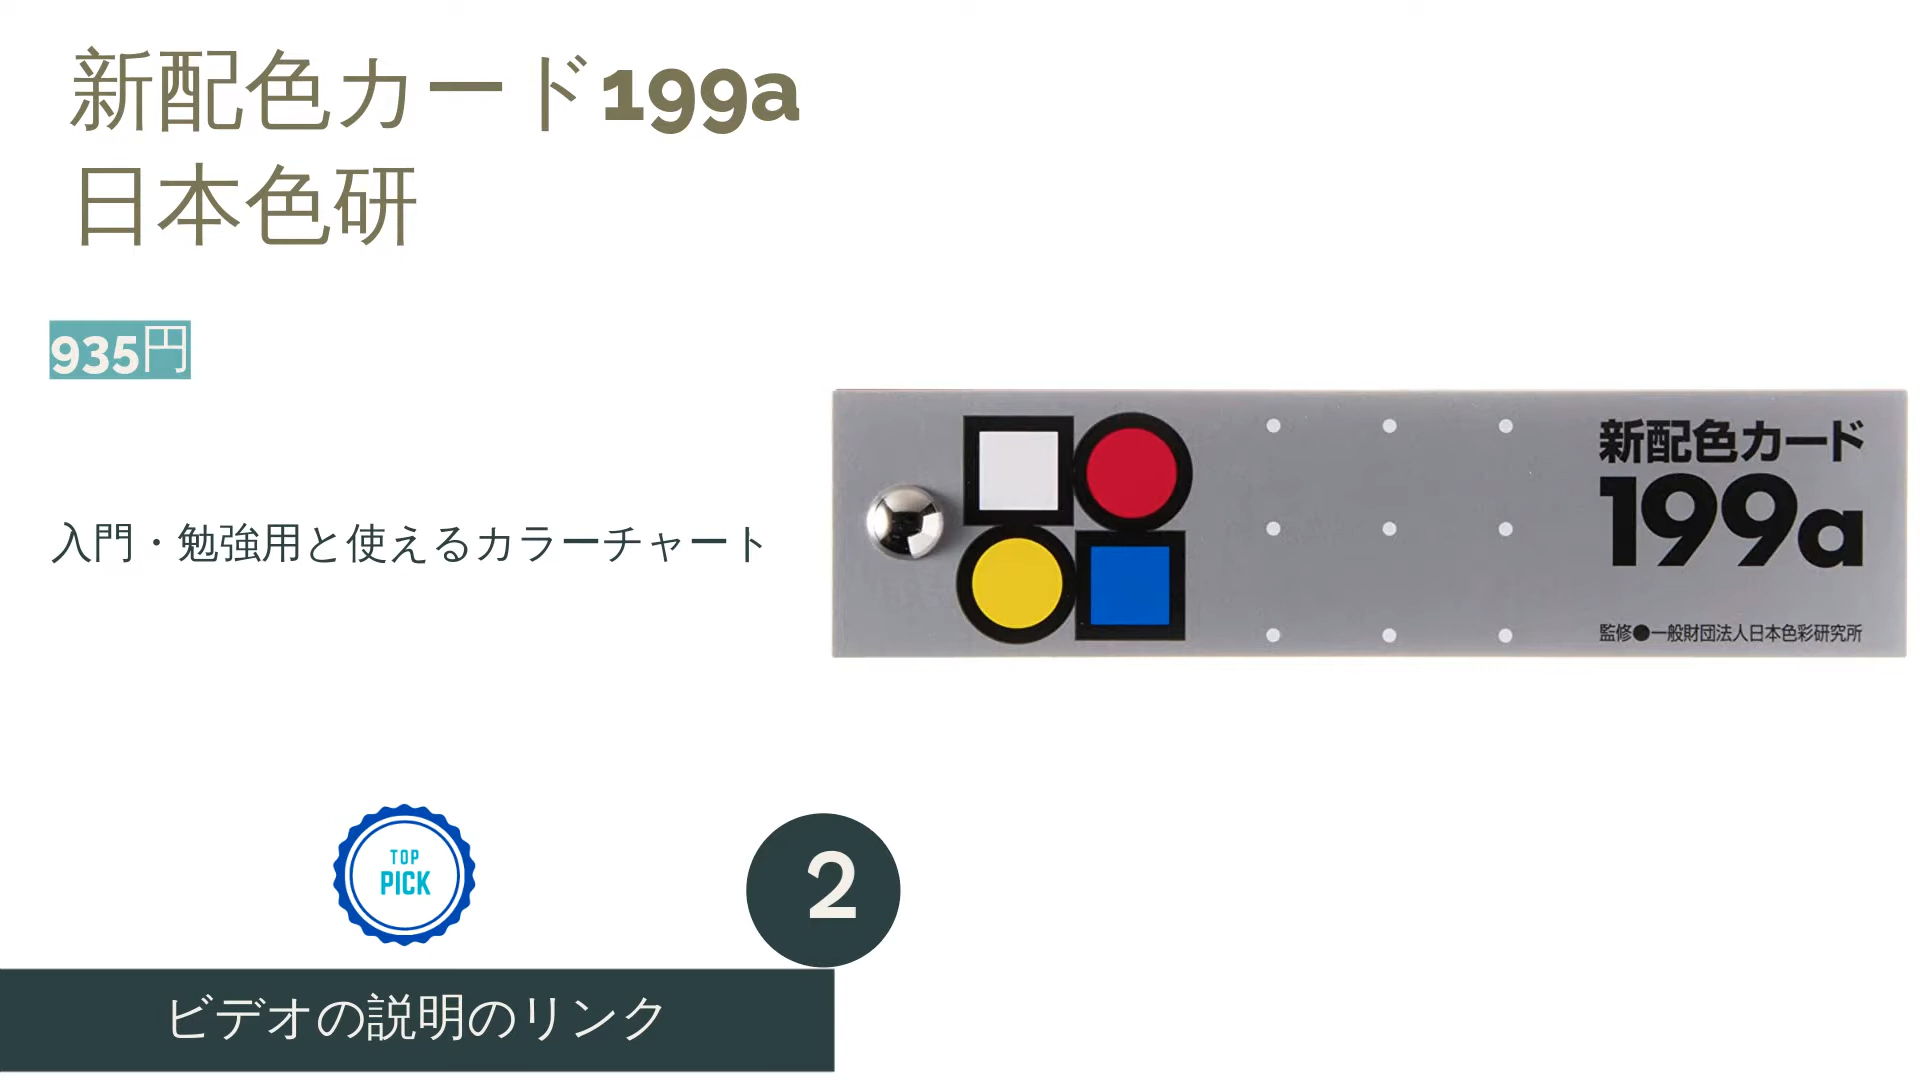 新配色カード199a
日本色研
935円
入門・勉強用と使えるカラーチャート
新配色カード
199a
監修●一般財団法人日本色彩研究所
TOP
PICK
2
ビデオの説明のリンク